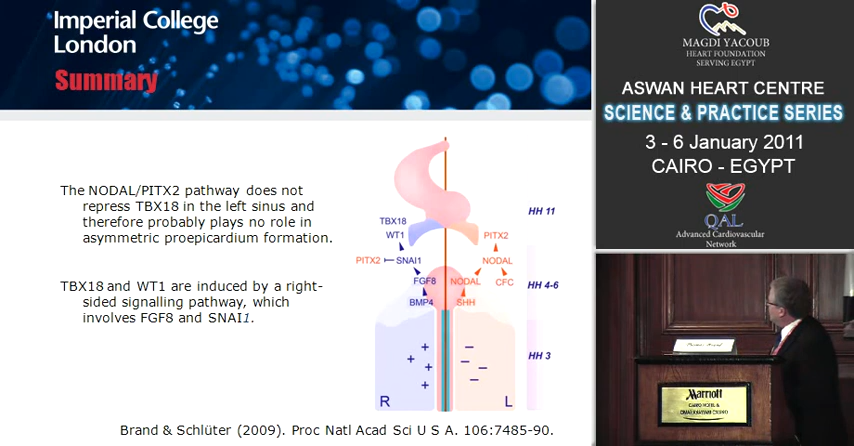 Imperial College
London
Summary
The NODAL/PITX2 pathway does not
repress TBX18 in the left sinus and
therefore probably plays no role in
asymmetric proepicardium formation.
TBX18 and WT1 are induced by a right-
sided signalling pathway, which
involves FGF8 and SNAI1.
HH 11
TBX18
WT1
PITX2
PITX2
SNAI1
NODAL
HH 4-6
FGF8
NODAL
CFC
BMP4
SHH
HH 3
R
L
Brand & Schlüter (2009). Proc Natl Acad Sci U S A. 106:7485-90.
MAGDI YACOUB
HEART FOUNDATION
SERVING EGYPT
ASWAN HEART CENTRE
SCIENCE & PRACTICE SERIES
3 - 6 January 2011
CAIRO - EGYPT
QAL
Advanced Cardiovascular
Network
Marriott
CAIRO HOTEL &